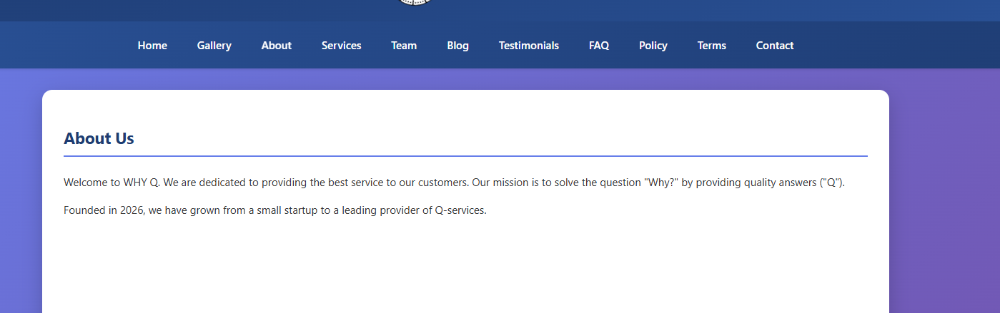 Home Gallery About Services Team Blog Testimonials FAQ Policy Terms Contact
About Us
Welcome to WHY Q. We are dedicated to providing the best service to our customers. Our mission is to solve the question "Why?" by providing quality answers ("Q").
Founded in 2026, we have grown from a small startup to a leading provider of Q-services.